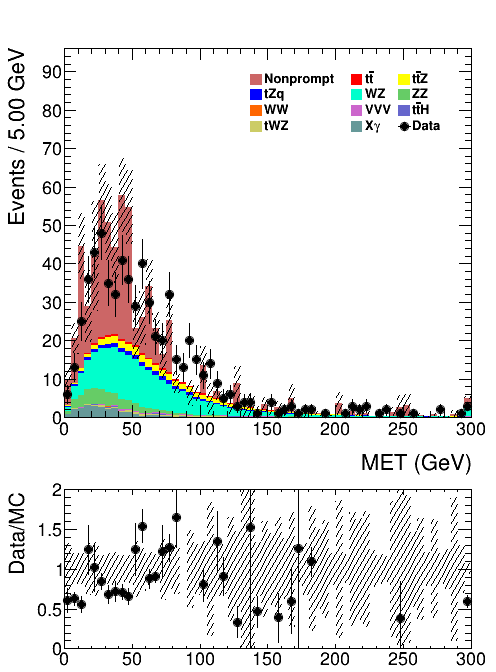 Events / 5.00 GeV
90
80
70
60
50
40
30
20
10
0
Nonprompt tt̄ tt̄Z
tZq WZ ZZ
WW VVV tt̄H
tWZ Xγ Data
0 50 100 150 200 250 300
MET (GeV)
Data/MC
2
1.5
1
0.5
0
0 50 100 150 200 250 300